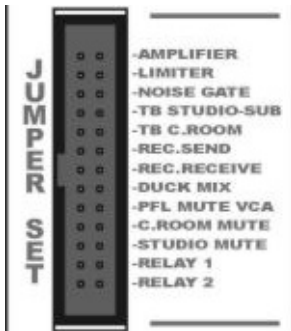 JUMPER SET
-AMPLIFIER
-LIMITER
-NOISE GATE
-TB STUDIO-SUB
-TB C.ROOM
-REC.SEND
-REC.RECEIVE
-DUCK MIX
-PFL MUTE VCA
-C.ROOM MUTE
-STUDIO MUTE
-RELAY 1
-RELAY 2